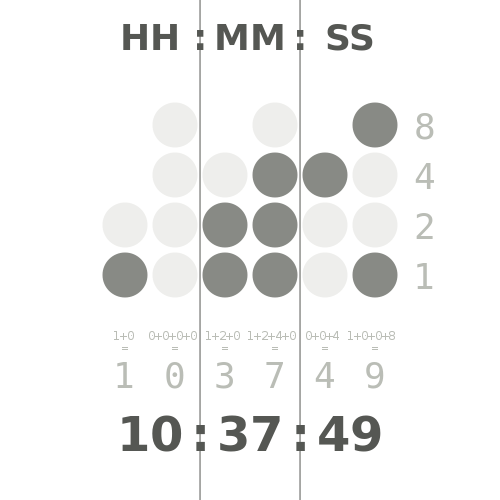 HH : MM : SS
8
4
2
1
1+0 0+0+0+0 1+2+0 1+2+4+0 0+0+4 1+0+0+8
= = = = = =
1 0 3 7 4 9
10:37:49